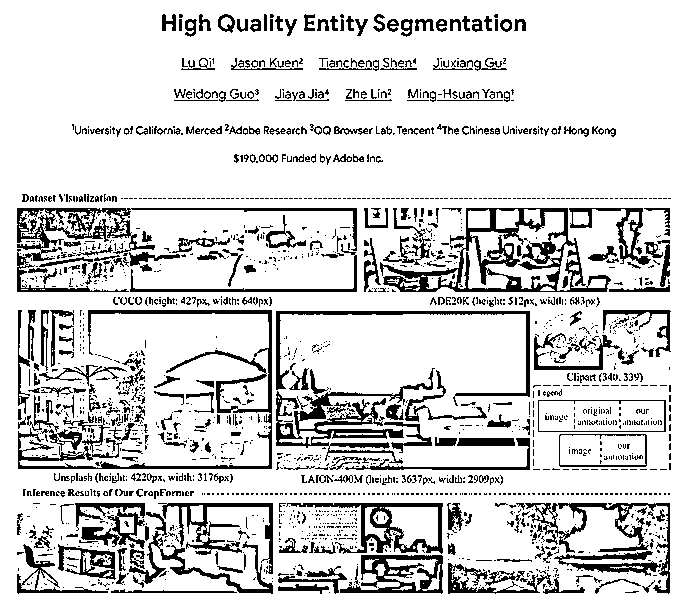 High Quality Entity Segmentation
Lu Qi¹ Jason Kuen² Tiancheng Shen⁴ Jiuxiang Gu²
Weidong Guo³ Jiaya Jia⁴ Zhe Lin² Ming-Hsuan Yang¹
¹University of California, Merced ²Adobe Research ³QQ Browser Lab, Tencent ⁴The Chinese University of Hong Kong
$190,000 Funded by Adobe Inc.
Dataset Visualization
COCO (height: 427px, width: 640px)
ADE20K (height: 512px, width: 683px)
Clipart (340, 339)
Legend
image
original annotation
our annotation
image
our annotation
Unsplash (height: 4220px, width: 3176px)
LAION-400M (height: 3637px, width: 2909px)
Inference Results of Our CropFormer